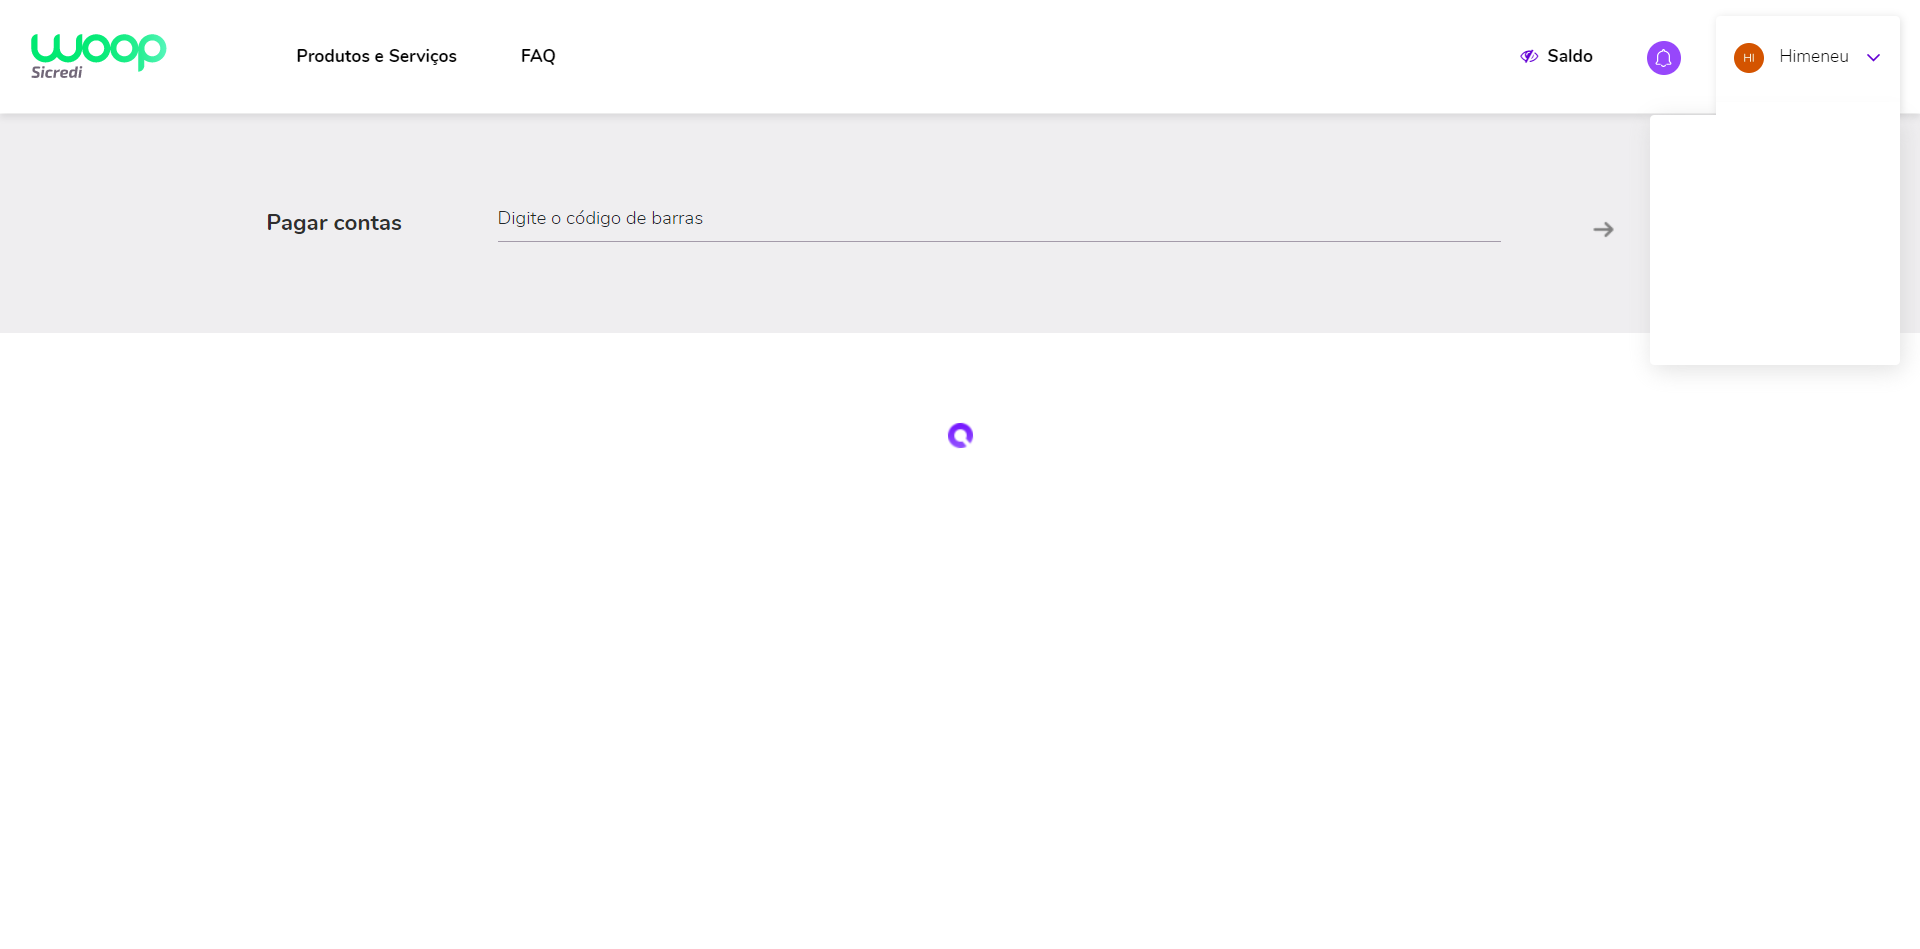 woop
Sicredi
Produtos e Serviços
FAQ
Saldo
HI
Himeneu
Pagar contas
Digite o código de barras